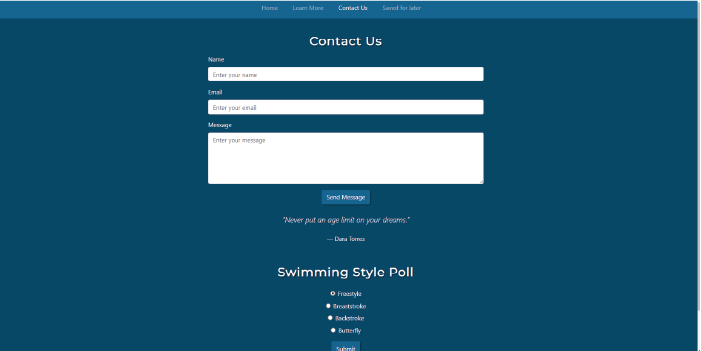 Home Learn More Contact Us Saved for later
Contact Us
Name
Enter your name
Email
Enter your email
Message
Enter your message
Send Message
"Never put an age limit on your dreams."
— Dara Torres
Swimming Style Poll
Freestyle
Breaststroke
Backstroke
Butterfly
Submit